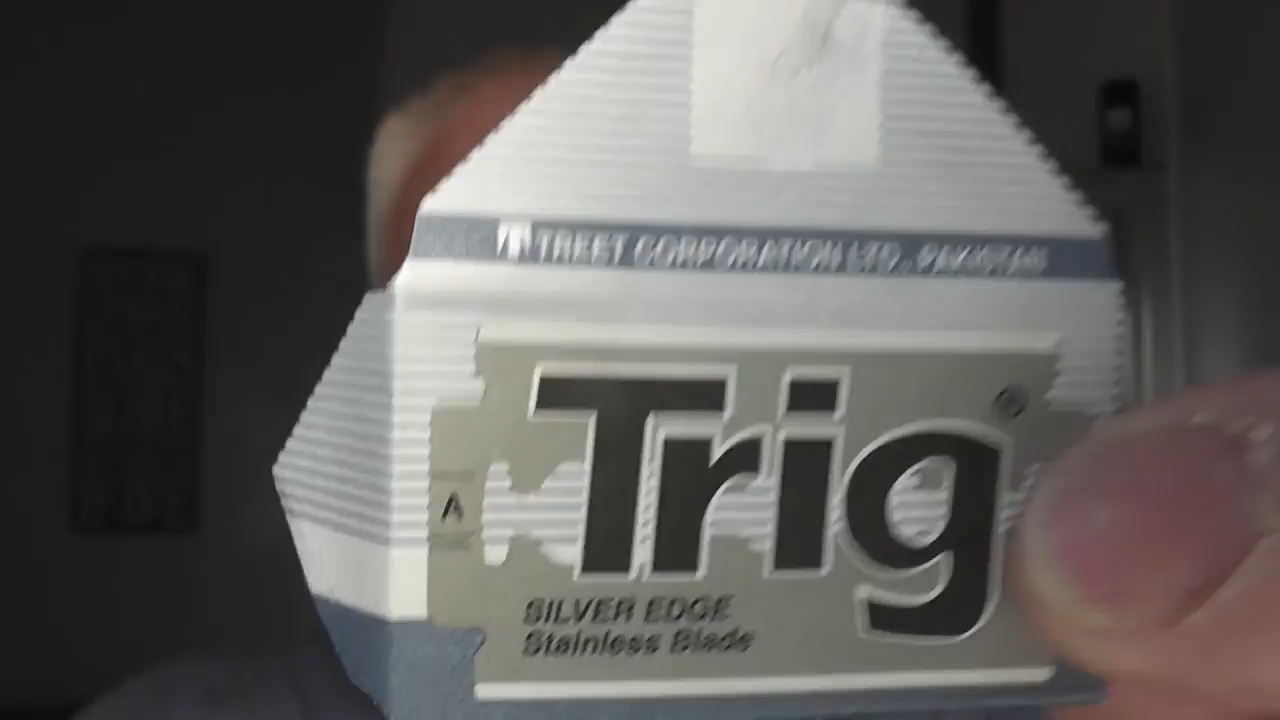 TREET CORPORATION LTD., PAKISTAN
Trig®
A
SILVER EDGE
Stainless Blade